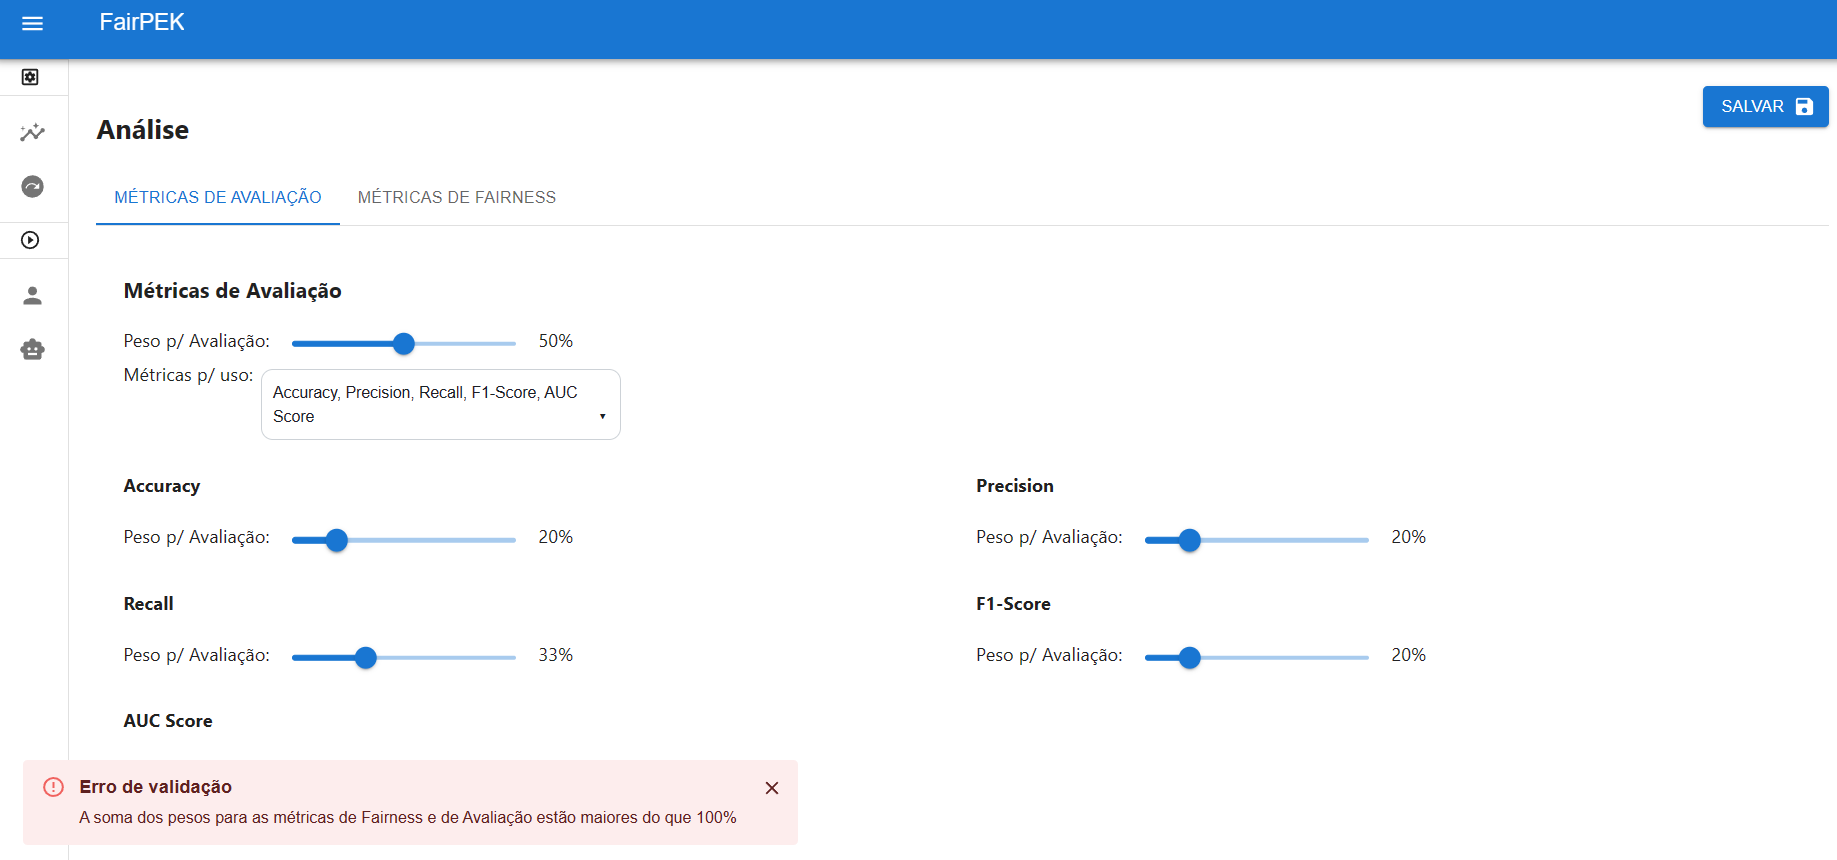 FairPEK
SALVAR
Análise
MÉTRICAS DE AVALIAÇÃO
MÉTRICAS DE FAIRNESS
Métricas de Avaliação
Peso p/ Avaliação: 50%
Métricas p/ uso:
Accuracy, Precision, Recall, F1-Score, AUC
Score
Accuracy
Peso p/ Avaliação: 20%
Precision
Peso p/ Avaliação: 20%
Recall
Peso p/ Avaliação: 33%
F1-Score
Peso p/ Avaliação: 20%
AUC Score
Erro de validação
A soma dos pesos para as métricas de Fairness e de Avaliação estão maiores do que 100%